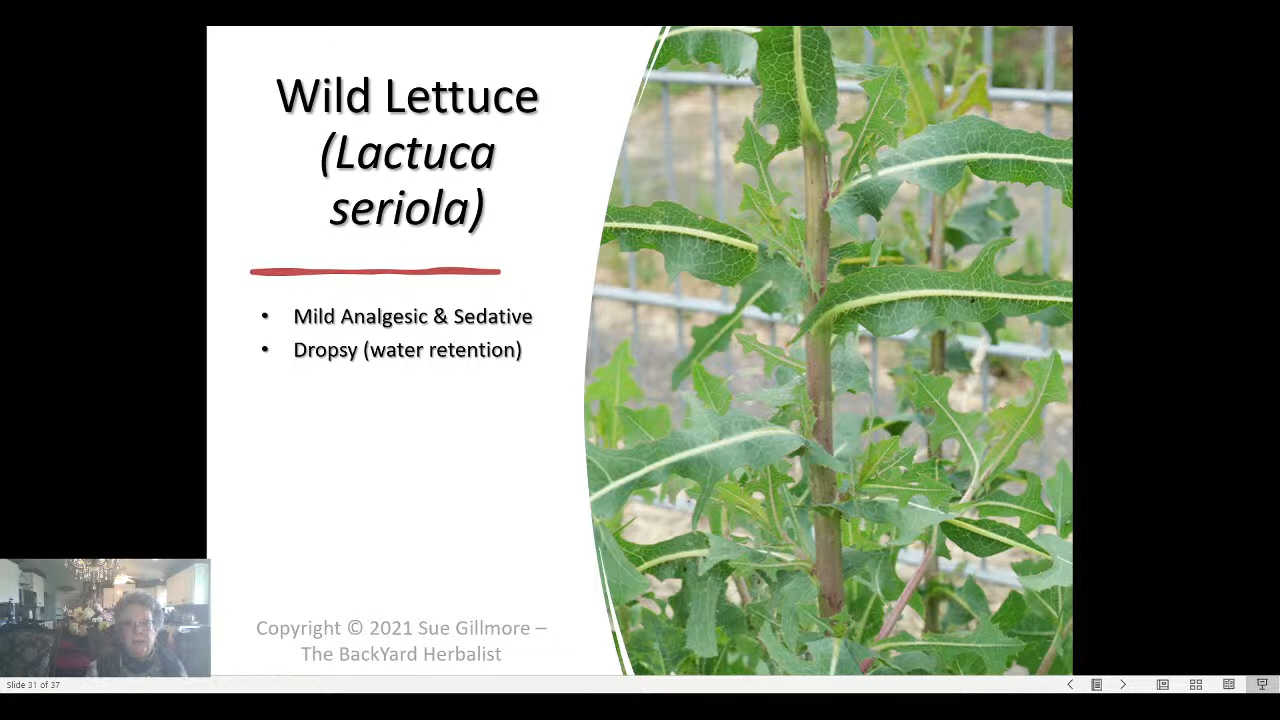 Wild Lettuce
(Lactuca
seriola)
• Mild Analgesic & Sedative
• Dropsy (water retention)
Copyright © 2021 Sue Gillmore –
The BackYard Herbalist
Slide 31 of 37